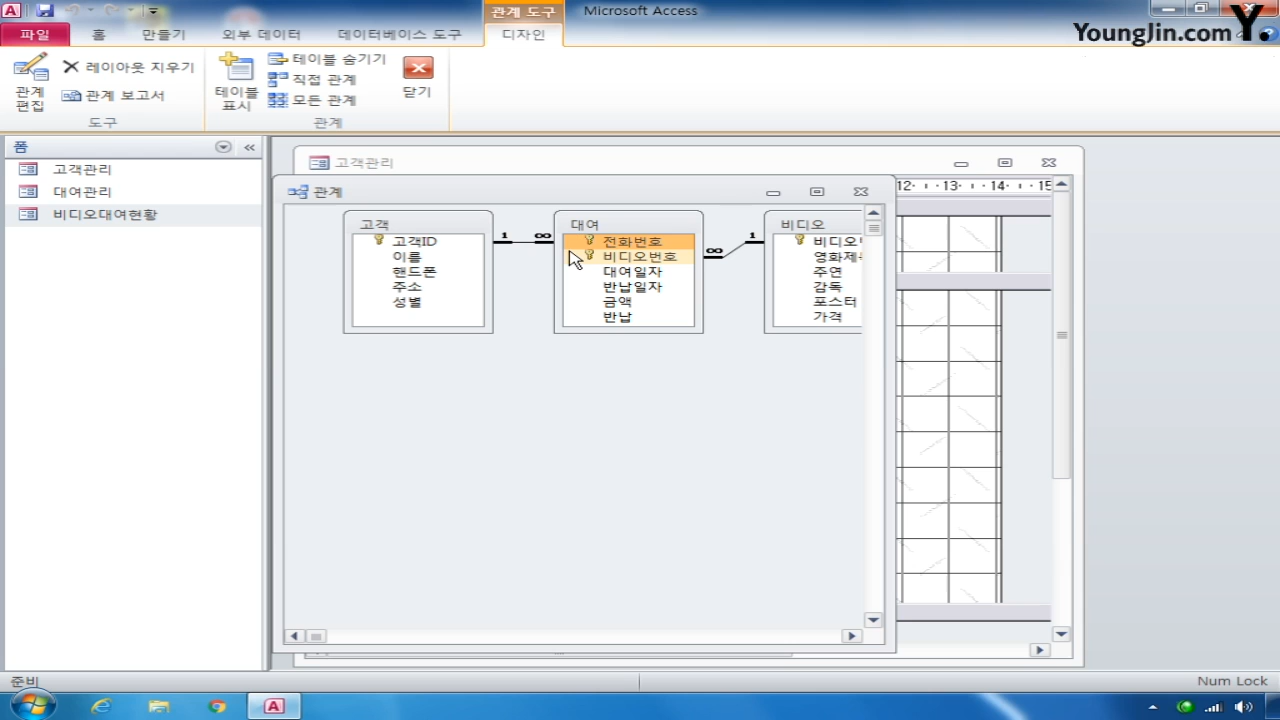 관계 도구
Microsoft Access
YoungJin.com Y.
파일
홈
만들기
외부 데이터
데이터베이스 도구
디자인
관계
편집
레이아웃 지우기
관계 보고서
도구
테이블
표시
테이블 숨기기
직접 관계
모든 관계
관계
닫기
폼
고객관리
대여관리
비디오대여현황
고객관리
12 13 14 15
관계
고객
고객ID
이름
핸드폰
주소
성별
1 ∞
대여
전화번호
비디오번호
대여일자
반납일자
금액
반납
∞ 1
비디오
영화제목
주연
감독
포스터
가격
준비
Num Lock